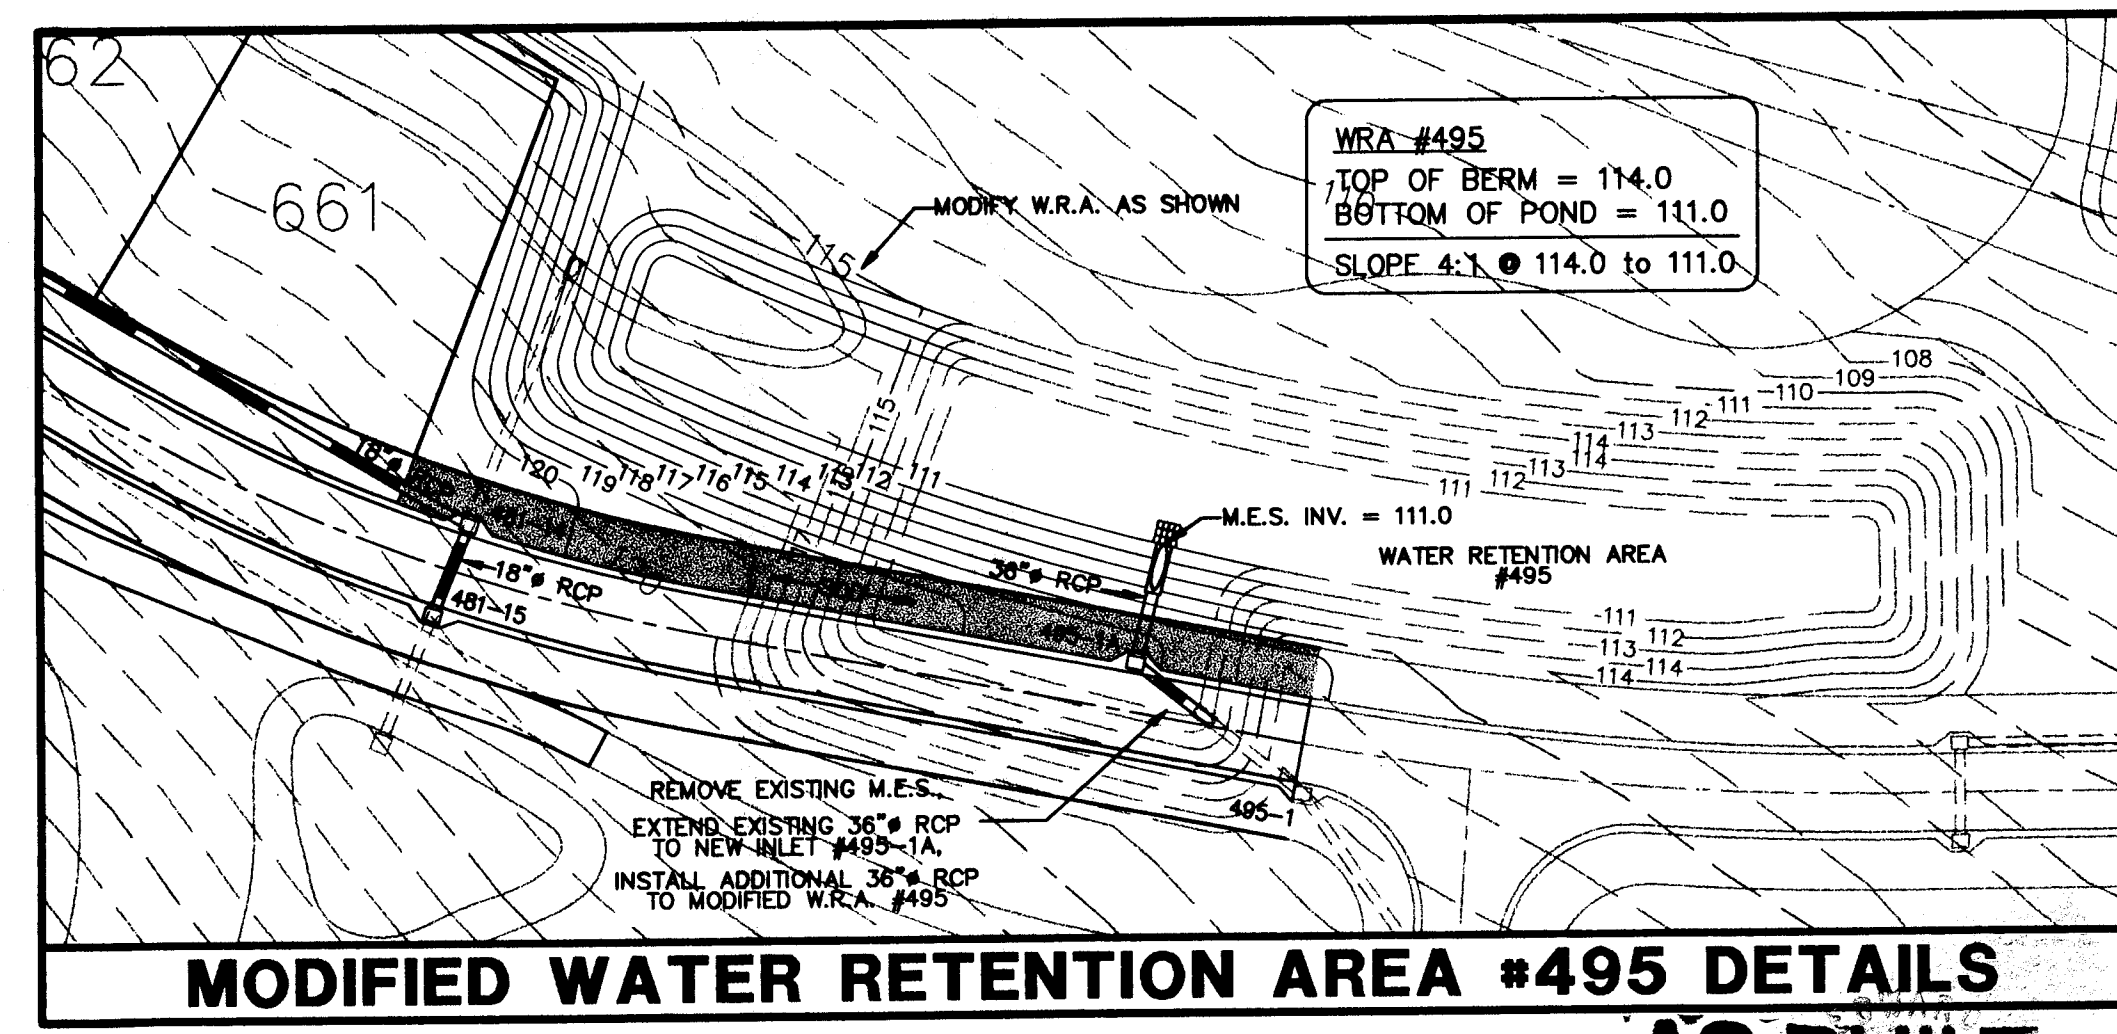 62
661
115
MODIFY W.R.A. AS SHOWN
WRA #495
TOP OF BERM = 114.0
BOTTOM OF POND = 111.0
SLOPE 4:1 @ 114.0 to 111.0
108
109
110
111
112
113
114
114
113
112
111
115
18"ø
120
119
118
117
116
115
114
113
112
111
M.E.S. INV. = 111.0
WATER RETENTION AREA
#495
36"ø RCP
18"ø RCP
481-15
495-1A
111
112
113
114
114
REMOVE EXISTING M.E.S.,
EXTEND EXISTING 36"ø RCP
TO NEW INLET #495-1A,
INSTALL ADDITIONAL 36"ø RCP
TO MODIFIED W.R.A. #495
495-1
MODIFIED WATER RETENTION AREA #495 DETAILS